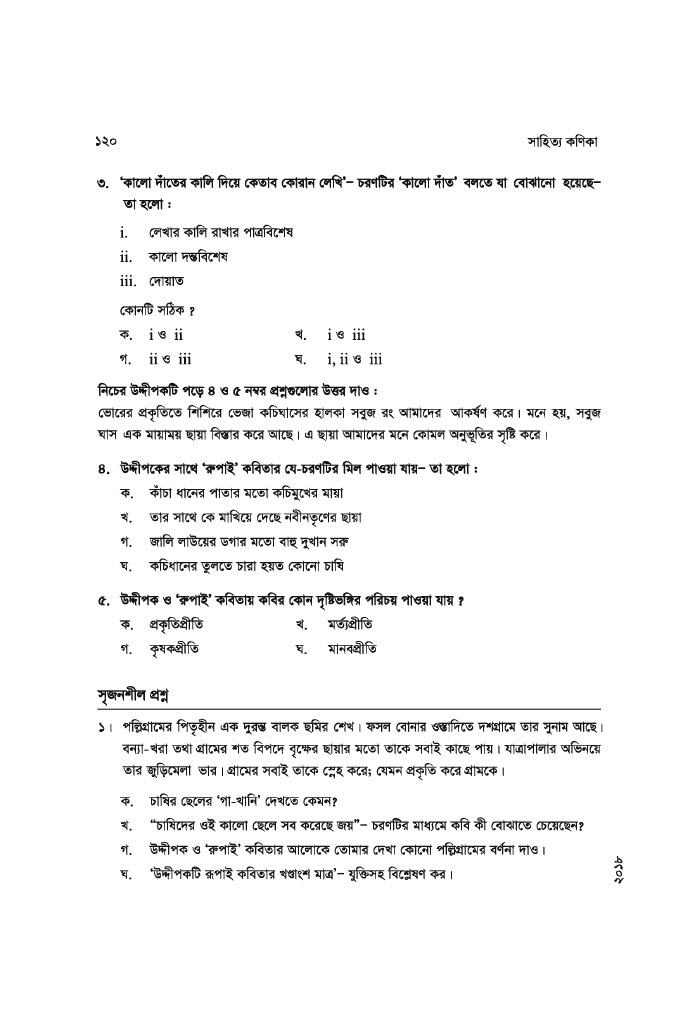 ১২০ সাহিত্য কণিকা
৩. ‘কালো দাঁতের কালি দিয়ে কেতাব কোরান লেখি’– চরণটির ‘কালো দাঁত’ বলতে যা বোঝানো হয়েছে–
তা হলো :
i. লেখার কালি রাখার পাত্রবিশেষ
ii. কালো দন্তবিশেষ
iii. দোয়াত
কোনটি সঠিক ?
ক. i ও ii খ. i ও iii
গ. ii ও iii ঘ. i, ii ও iii
নিচের উদ্দীপকটি পড়ে ৪ ও ৫ নম্বর প্রশ্নগুলোর উত্তর দাও :
ভোরের প্রকৃতিতে শিশিরে ভেজা কচিঘাসের হালকা সবুজ রং আমাদের আকর্ষণ করে। মনে হয়, সবুজ
ঘাস এক মায়াময় ছায়া বিস্তার করে আছে। এ ছায়া আমাদের মনে কোমল অনুভূতির সৃষ্টি করে।
৪. উদ্দীপকের সাথে ‘রুপাই’ কবিতার যে-চরণটির মিল পাওয়া যায়– তা হলো :
ক. কাঁচা ধানের পাতার মতো কচিমুখের মায়া
খ. তার সাথে কে মাখিয়ে দেছে নবীনতৃণের ছায়া
গ. জালি লাউয়ের ডগার মতো বাহু দুখান সরু
ঘ. কচিধানের তুলতে চারা হয়ত কোনো চাষি
৫. উদ্দীপক ও ‘রুপাই’ কবিতায় কবির কোন দৃষ্টিভঙ্গির পরিচয় পাওয়া যায় ?
ক. প্রকৃতিপ্রীতি খ. মর্ত্যপ্রীতি
গ. কৃষকপ্রীতি ঘ. মানবপ্রীতি
সৃজনশীল প্রশ্ন
১। পল্লিগ্রামের পিতৃহীন এক দুরন্ত বালক ছমির শেখ। ফসল বোনার ওস্তাদিতে দশগ্রামে তার সুনাম আছে।
বন্যা-খরা তথা গ্রামের শত বিপদে বৃক্ষের ছায়ার মতো তাকে সবাই কাছে পায়। যাত্রাপালার অভিনয়ে
তার জুড়িমেলা ভার। গ্রামের সবাই তাকে স্নেহ করে; যেমন প্রকৃতি করে গ্রামকে।
ক. চাষির ছেলের ‘গা-খানি’ দেখতে কেমন?
খ. “চাষিদের ওই কালো ছেলে সব করেছে জয়”– চরণটির মাধ্যমে কবি কী বোঝাতে চেয়েছেন?
গ. উদ্দীপক ও ‘রুপাই’ কবিতার আলোকে তোমার দেখা কোনো পল্লিগ্রামের বর্ণনা দাও।
ঘ. ‘উদ্দীপকটি রূপাই কবিতার খণ্ডাংশ মাত্র’– যুক্তিসহ বিশ্লেষণ কর।
২০১৮